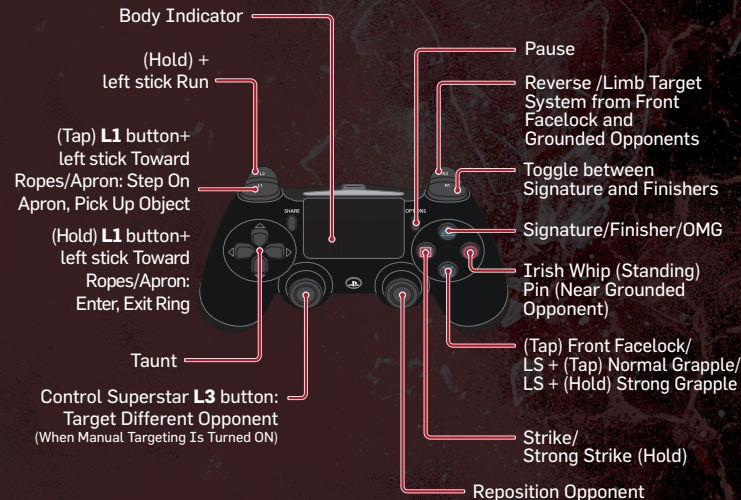 Body Indicator
(Hold) +
left stick Run
(Tap) L1 button+
left stick Toward
Ropes/Apron: Step On
Apron, Pick Up Object
(Hold) L1 button+
left stick Toward
Ropes/Apron:
Enter, Exit Ring
Taunt
Control Superstar L3 button:
Target Different Opponent
(When Manual Targeting Is Turned ON)
L2
L1
SHARE
OPTIONS
R2
R1
Pause
Reverse /Limb Target
System from Front
Facelock and
Grounded Opponents
Toggle between
Signature and Finishers
Signature/Finisher/OMG
Irish Whip (Standing)
Pin (Near Grounded
Opponent)
(Tap) Front Facelock/
LS + (Tap) Normal Grapple/
LS + (Hold) Strong Grapple
Strike/
Strong Strike (Hold)
Reposition Opponent